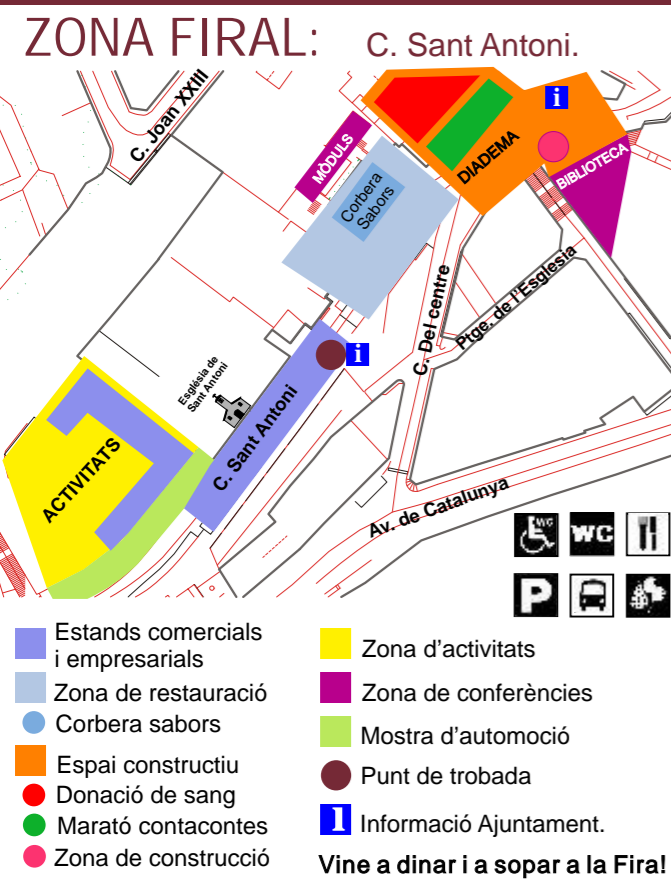 ZONA FIRAL: C. Sant Antoni.
C. Joan XXIII
MÒDULS
Corbera
Sabors
DIADEMA
i
BIBLIOTECA
C. Del centre
Ptge. de l'Esglesia
i
Església de
Sant Antoni
C. Sant Antoni
ACTIVITATS
Av. de Catalunya
WC
WC
P
Estands comercials
i empresarials
Zona de restauració
Corbera sabors
Espai constructiu
Donació de sang
Marató contacontes
Zona de construcció
Zona d'activitats
Zona de conferències
Mostra d'automoció
Punt de trobada
i Informació Ajuntament.
Vine a dinar i a sopar a la Fira!